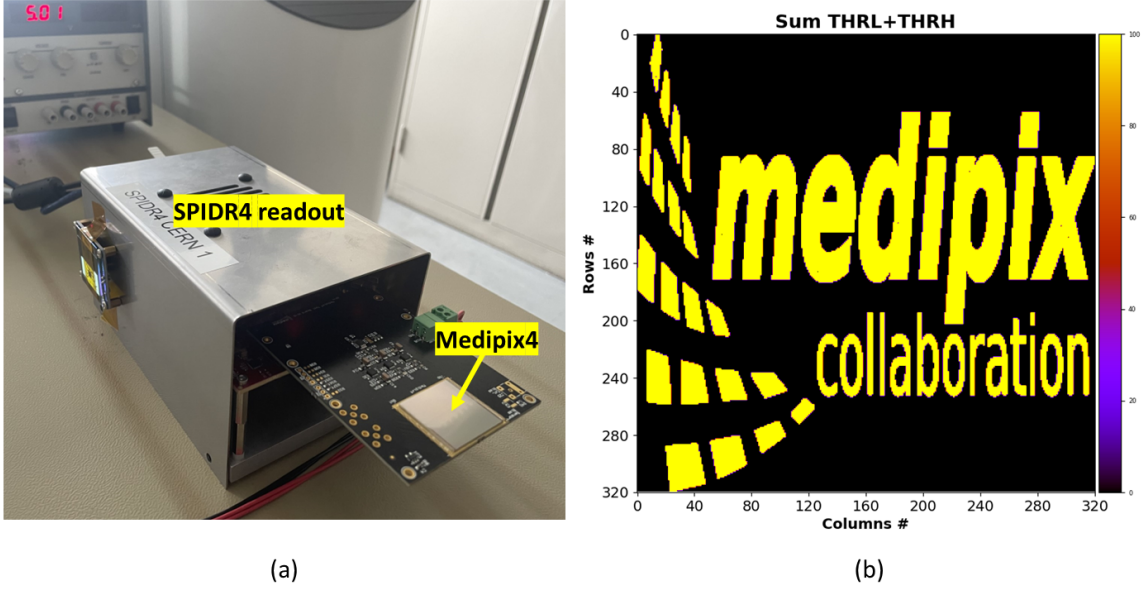 5.01
SPIDR4 CERN 1
SPIDR4 readout
Medipix4
(a)
Sum THRL+THRH
Rows #
0
40
80
120
160
200
240
280
320
medipix
collaboration
0 40 80 120 160 200 240 280 320
Columns #
100
80
60
40
20
0
(b)